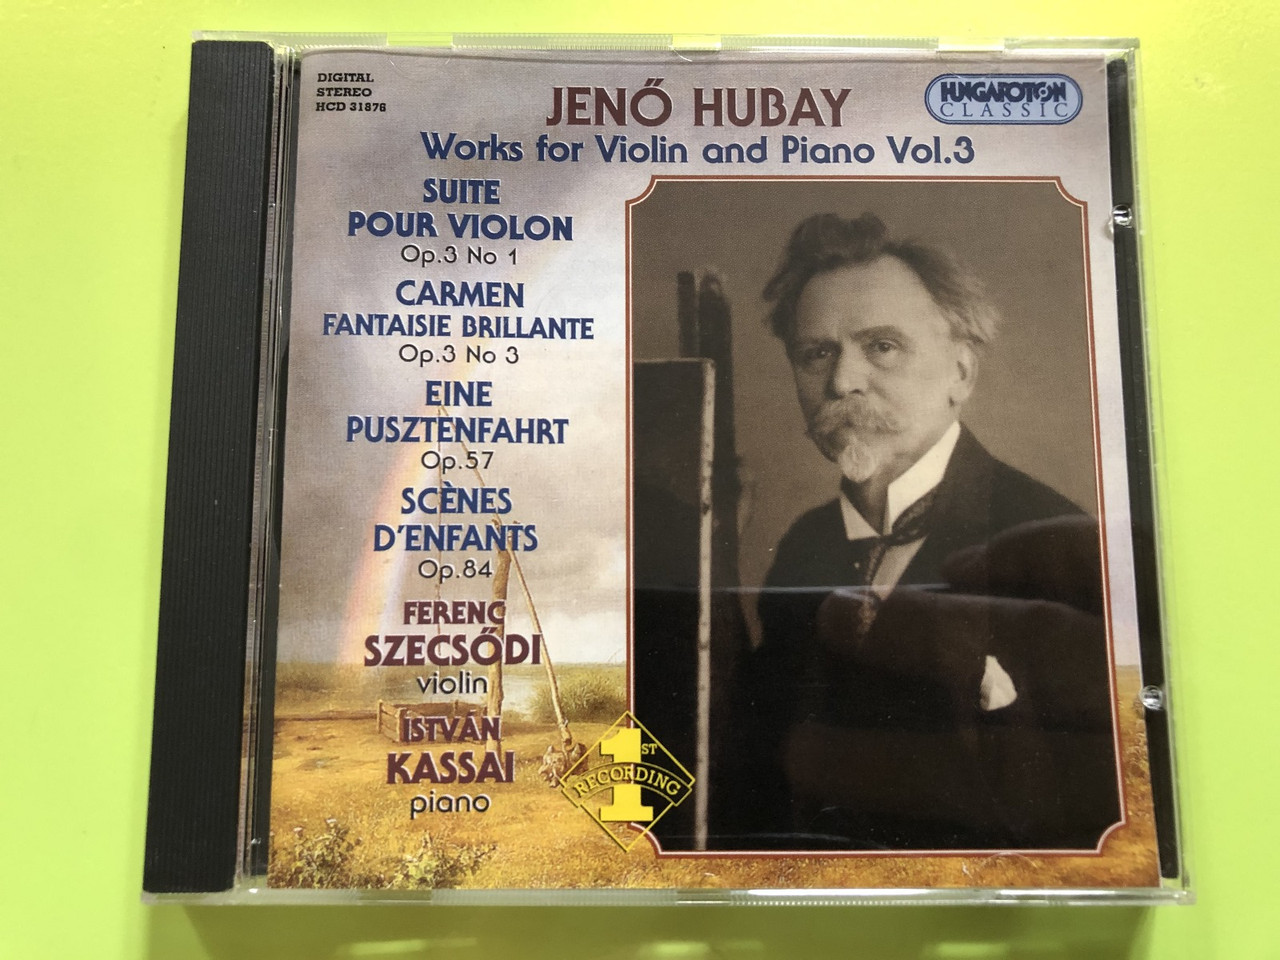 DIGITAL
STEREO
HCD 31876
JENŐ HUBAY
HUNGAROTON
CLASSIC
Works for Violin and Piano Vol.3
SUITE
POUR VIOLON
Op.3 No 1
CARMEN
FANTAISIE BRILLANTE
Op.3 No 3
EINE
PUSZTENFAHRT
Op.57
SCÈNES
D'ENFANTS
Op.84
FERENC
SZECSŐDI
violin
ISTVÁN
KASSAI
piano
1ST
RECORDING